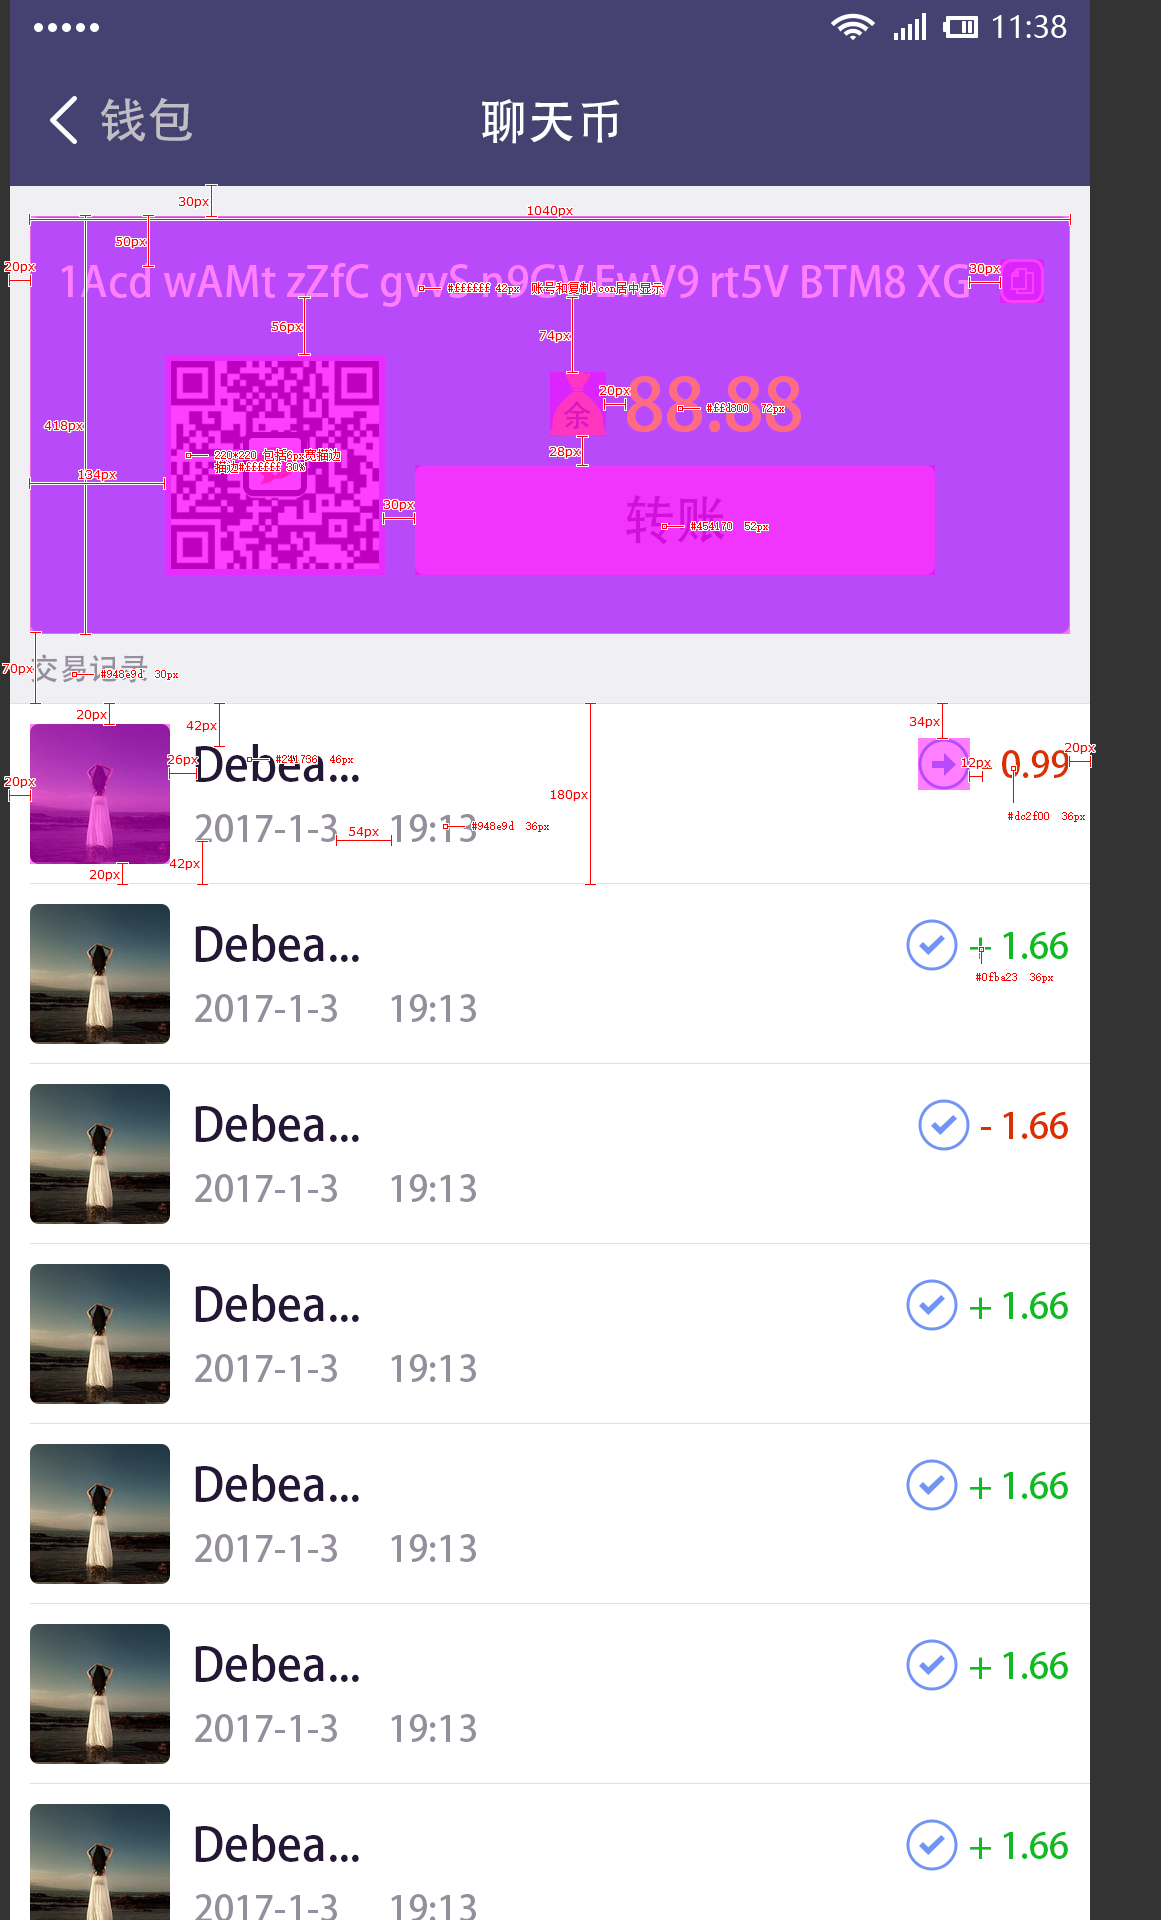 11:38
钱包
聊天币
30px
1040px
50px
20px
1Acd wAMt zZfC gvvS n9GV EwV9 rt5V BTM8 XG
30px
#ffffff 42px 账号和复制icon居中显示
56px
74px
20px
88.88
#ffd800 72px
余
418px
28px
220*220 包括6px宽描边
描边#ffffff 30%
134px
30px
转账
#454170 52px
70px
交易记录
#948e9d 30px
20px
42px
34px
26px
Debea...
#241736 46px
12px
0.99
20px
20px
180px
#dc2f00 36px
2017-1-3 19:13
54px
#948e9d 36px
42px
20px
Debea...
+ 1.66
#0fba23 36px
2017-1-3 19:13
Debea...
- 1.66
2017-1-3 19:13
Debea...
+ 1.66
2017-1-3 19:13
Debea...
+ 1.66
2017-1-3 19:13
Debea...
+ 1.66
2017-1-3 19:13
Debea...
+ 1.66
2017-1-3 19:13